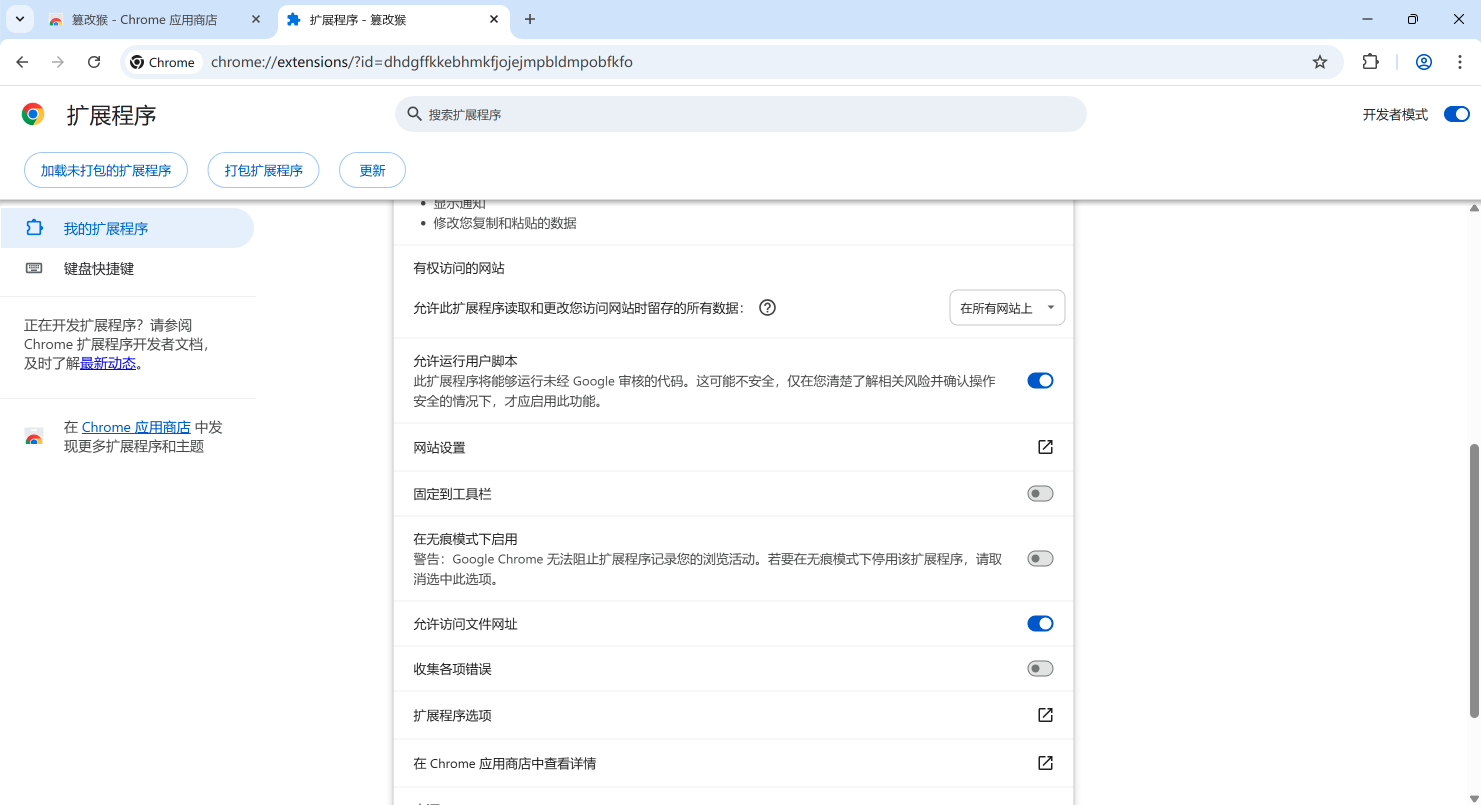 篡改猴 - Chrome 应用商店
扩展程序 - 篡改猴
Chrome
chrome://extensions/?id=dhdgffkkebhmkfjojejmpbldmpobfkfo
扩展程序
搜索扩展程序
开发者模式
加载未打包的扩展程序
打包扩展程序
更新
我的扩展程序
键盘快捷键
正在开发扩展程序？请参阅
Chrome 扩展程序开发者文档，
及时了解最新动态。
在 Chrome 应用商店 中发
现更多扩展程序和主题
显示通知
修改您复制和粘贴的数据
有权访问的网站
允许此扩展程序读取和更改您访问网站时留存的所有数据：
在所有网站上
允许运行用户脚本
此扩展程序将能够运行未经 Google 审核的代码。这可能不安全，仅在您清楚了解相关风险并确认操作
安全的情况下，才应启用此功能。
网站设置
固定到工具栏
在无痕模式下启用
警告：Google Chrome 无法阻止扩展程序记录您的浏览活动。若要在无痕模式下停用该扩展程序，请取
消选中此选项。
允许访问文件网址
收集各项错误
扩展程序选项
在 Chrome 应用商店中查看详情